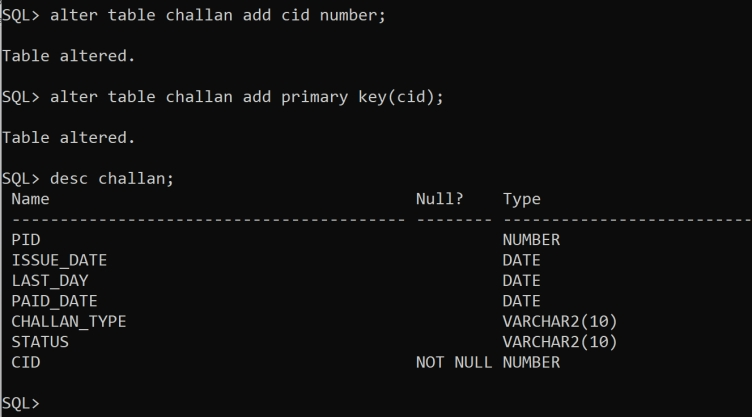 SQL> alter table challan add cid number;
Table altered.
SQL> alter table challan add primary key(cid);
Table altered.
SQL> desc challan;
Name                                      Null?    Type
----------------------------------------- -------- --------------------------
PID                                                NUMBER
ISSUE_DATE                                         DATE
LAST_DAY                                           DATE
PAID_DATE                                          DATE
CHALLAN_TYPE                                       VARCHAR2(10)
STATUS                                             VARCHAR2(10)
CID                                       NOT NULL NUMBER
SQL>